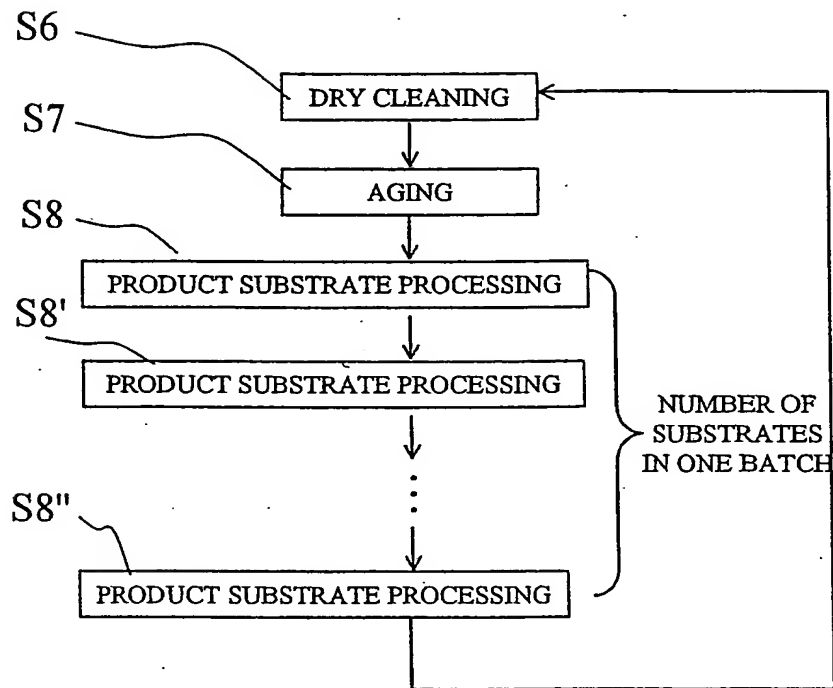 S6
DRY CLEANING
S7
AGING
S8
PRODUCT SUBSTRATE PROCESSING
S8'
PRODUCT SUBSTRATE PROCESSING
NUMBER OF
SUBSTRATES
IN ONE BATCH
S8"
PRODUCT SUBSTRATE PROCESSING